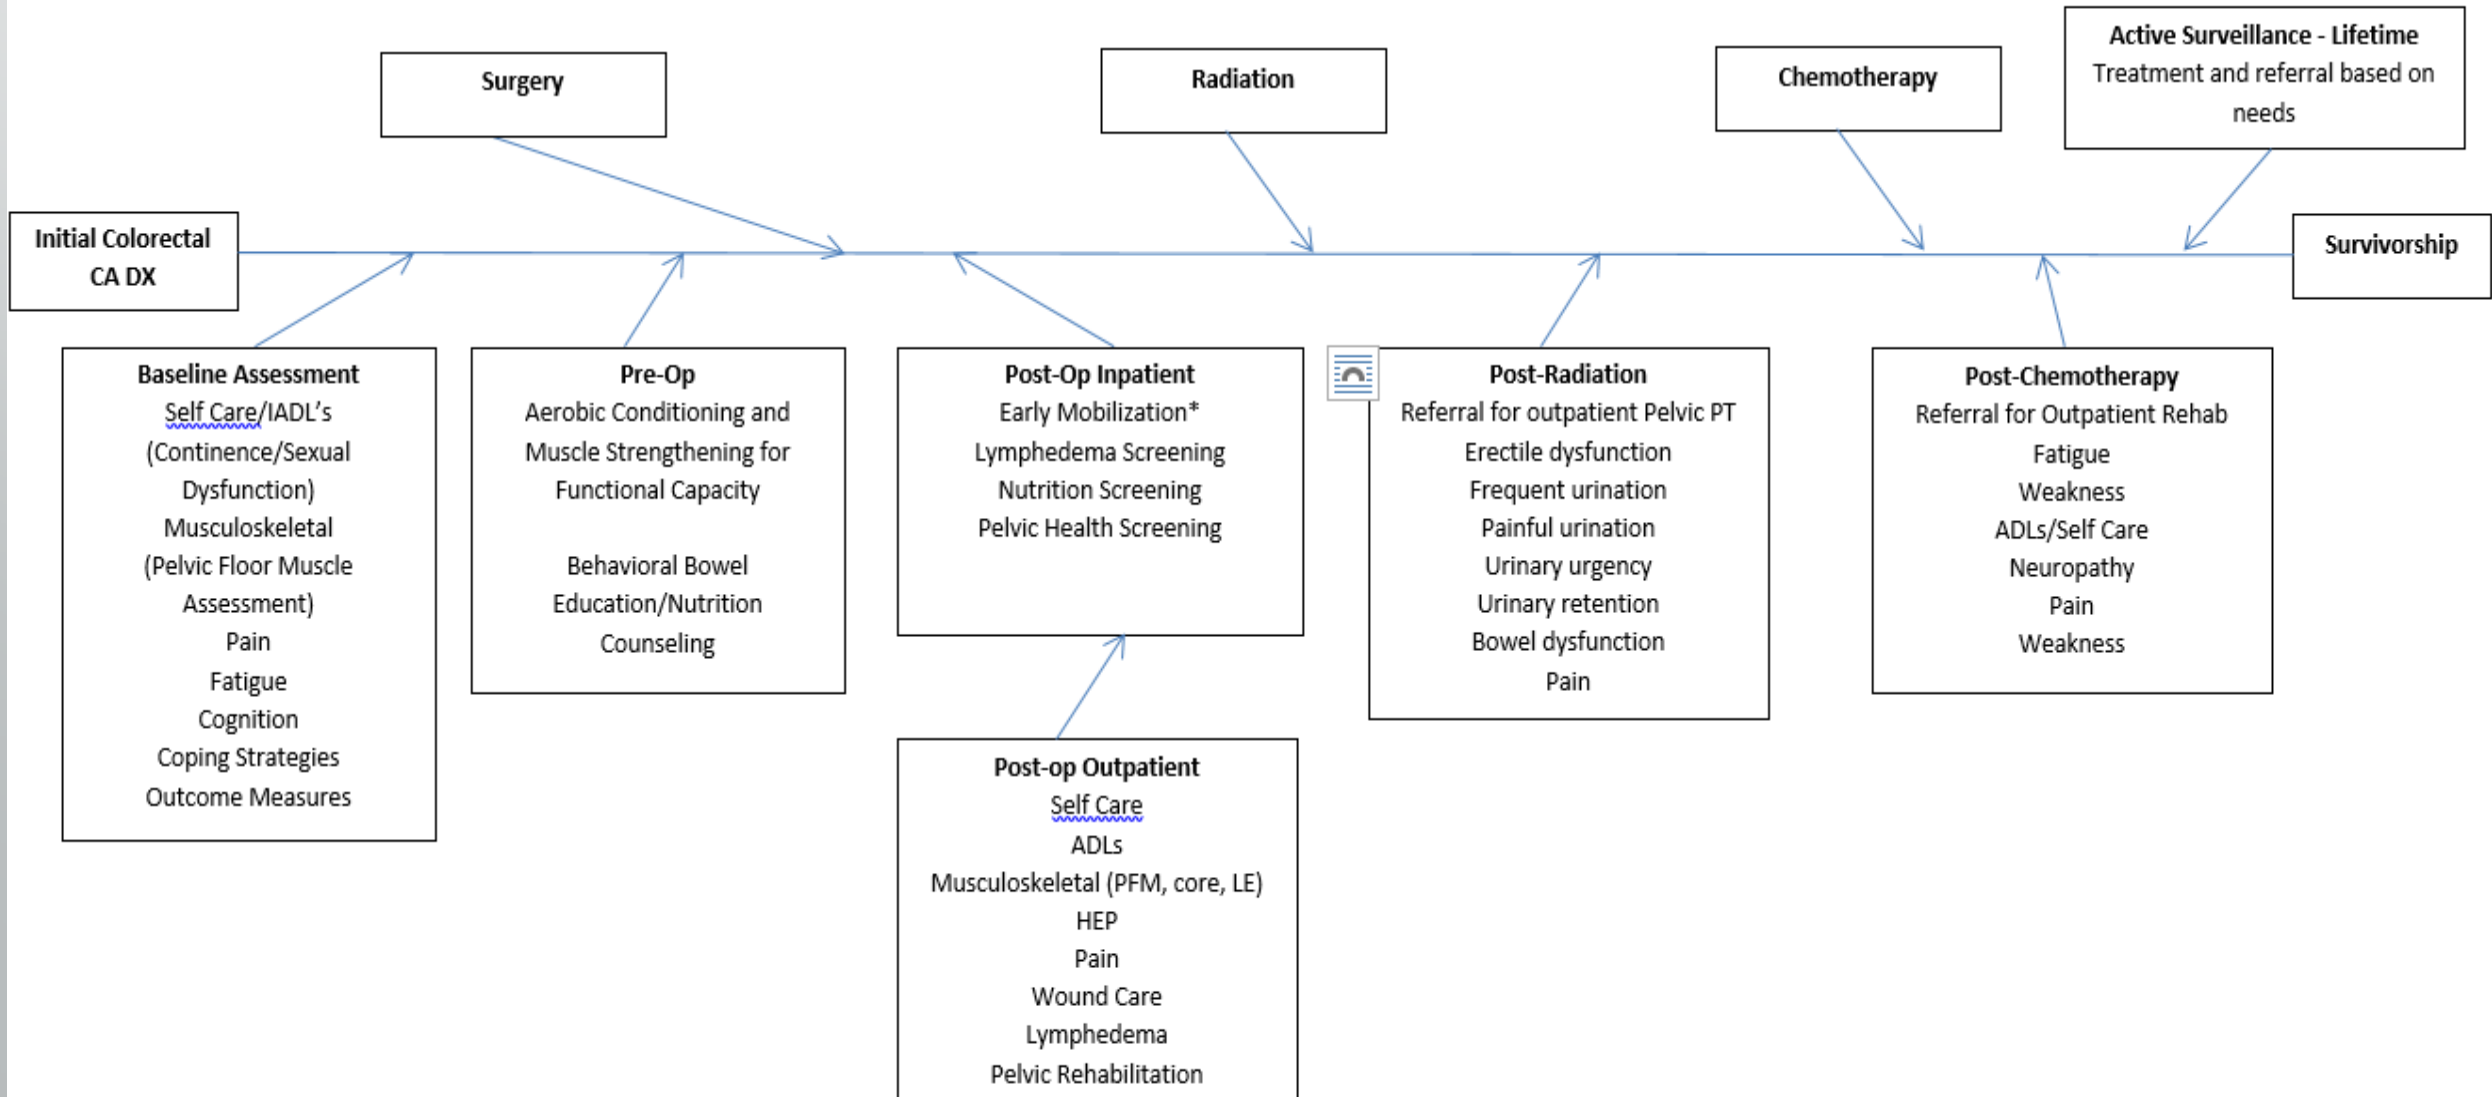 Surgery
Radiation
Chemotherapy
Active Surveillance - Lifetime
Treatment and referral based on
needs
Initial Colorectal
CA DX
Survivorship
Baseline Assessment
Self Care/IADL's
(Continence/Sexual
Dysfunction)
Musculoskeletal
(Pelvic Floor Muscle
Assessment)
Pain
Fatigue
Cognition
Coping Strategies
Outcome Measures
Pre-Op
Aerobic Conditioning and
Muscle Strengthening for
Functional Capacity
Behavioral Bowel
Education/Nutrition
Counseling
Post-Op Inpatient
Early Mobilization*
Lymphedema Screening
Nutrition Screening
Pelvic Health Screening
Post-op Outpatient
Self Care
ADLs
Musculoskeletal (PFM, core, LE)
HEP
Pain
Wound Care
Lymphedema
Pelvic Rehabilitation
Post-Radiation
Referral for outpatient Pelvic PT
Erectile dysfunction
Frequent urination
Painful urination
Urinary urgency
Urinary retention
Bowel dysfunction
Pain
Post-Chemotherapy
Referral for Outpatient Rehab
Fatigue
Weakness
ADLs/Self Care
Neuropathy
Pain
Weakness